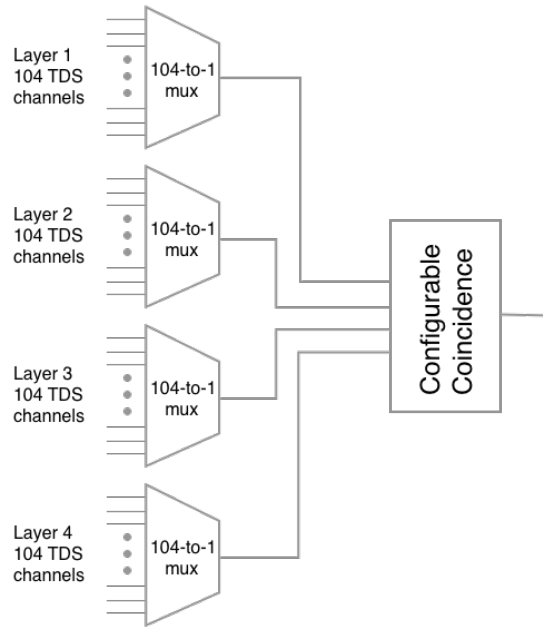 Layer 1
104 TDS
channels
104-to-1
mux
Layer 2
104 TDS
channels
104-to-1
mux
Configurable
Coincidence
Layer 3
104 TDS
channels
104-to-1
mux
Layer 4
104 TDS
channels
104-to-1
mux